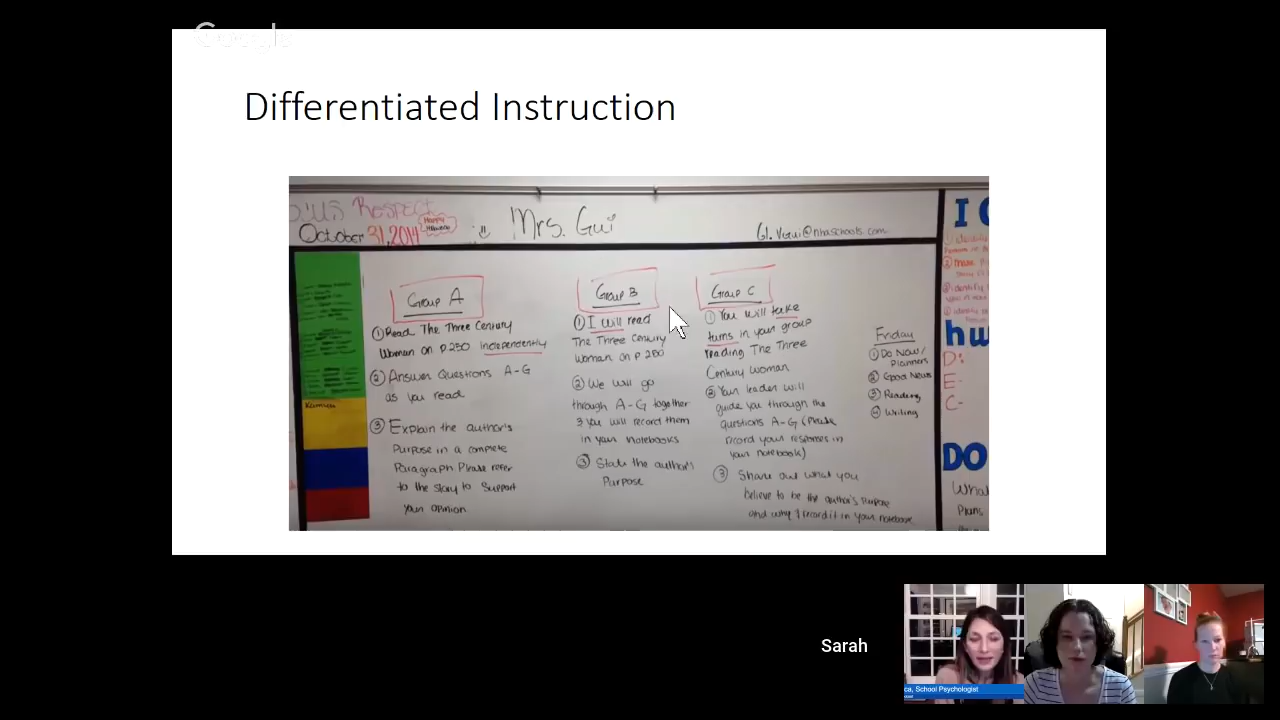 Google
Differentiated Instruction
RESPECT
October 31, 2014
Happy
Mrs. Gui
Group A
① Read The Three Century
Woman on P 250 independently
② Answer Questions A-G
as you read
③ Explain the author's
Purpose in a complete
Paragraph Please refer
to the story to Support
your opinion
Group B
① I will read
The Three Century
Woman on P 250
② We will go
through A-G together
& you will record them
in your notebooks
③ State the author's
Purpose
Group C
① You will take
turns in your group
reading The Three
Century Woman
② Your leader will
guide you through the
questions A-G (Please
record your responses in
your notebook)
③ Share out what you
believe to be the author's Purpose
and why & record it in your notebook
Friday
① Do Now/
Planners
② Good News
③ Reading
④ Writing
hw
D:
E-
C-
DO
Sarah
ca, School Psychologist